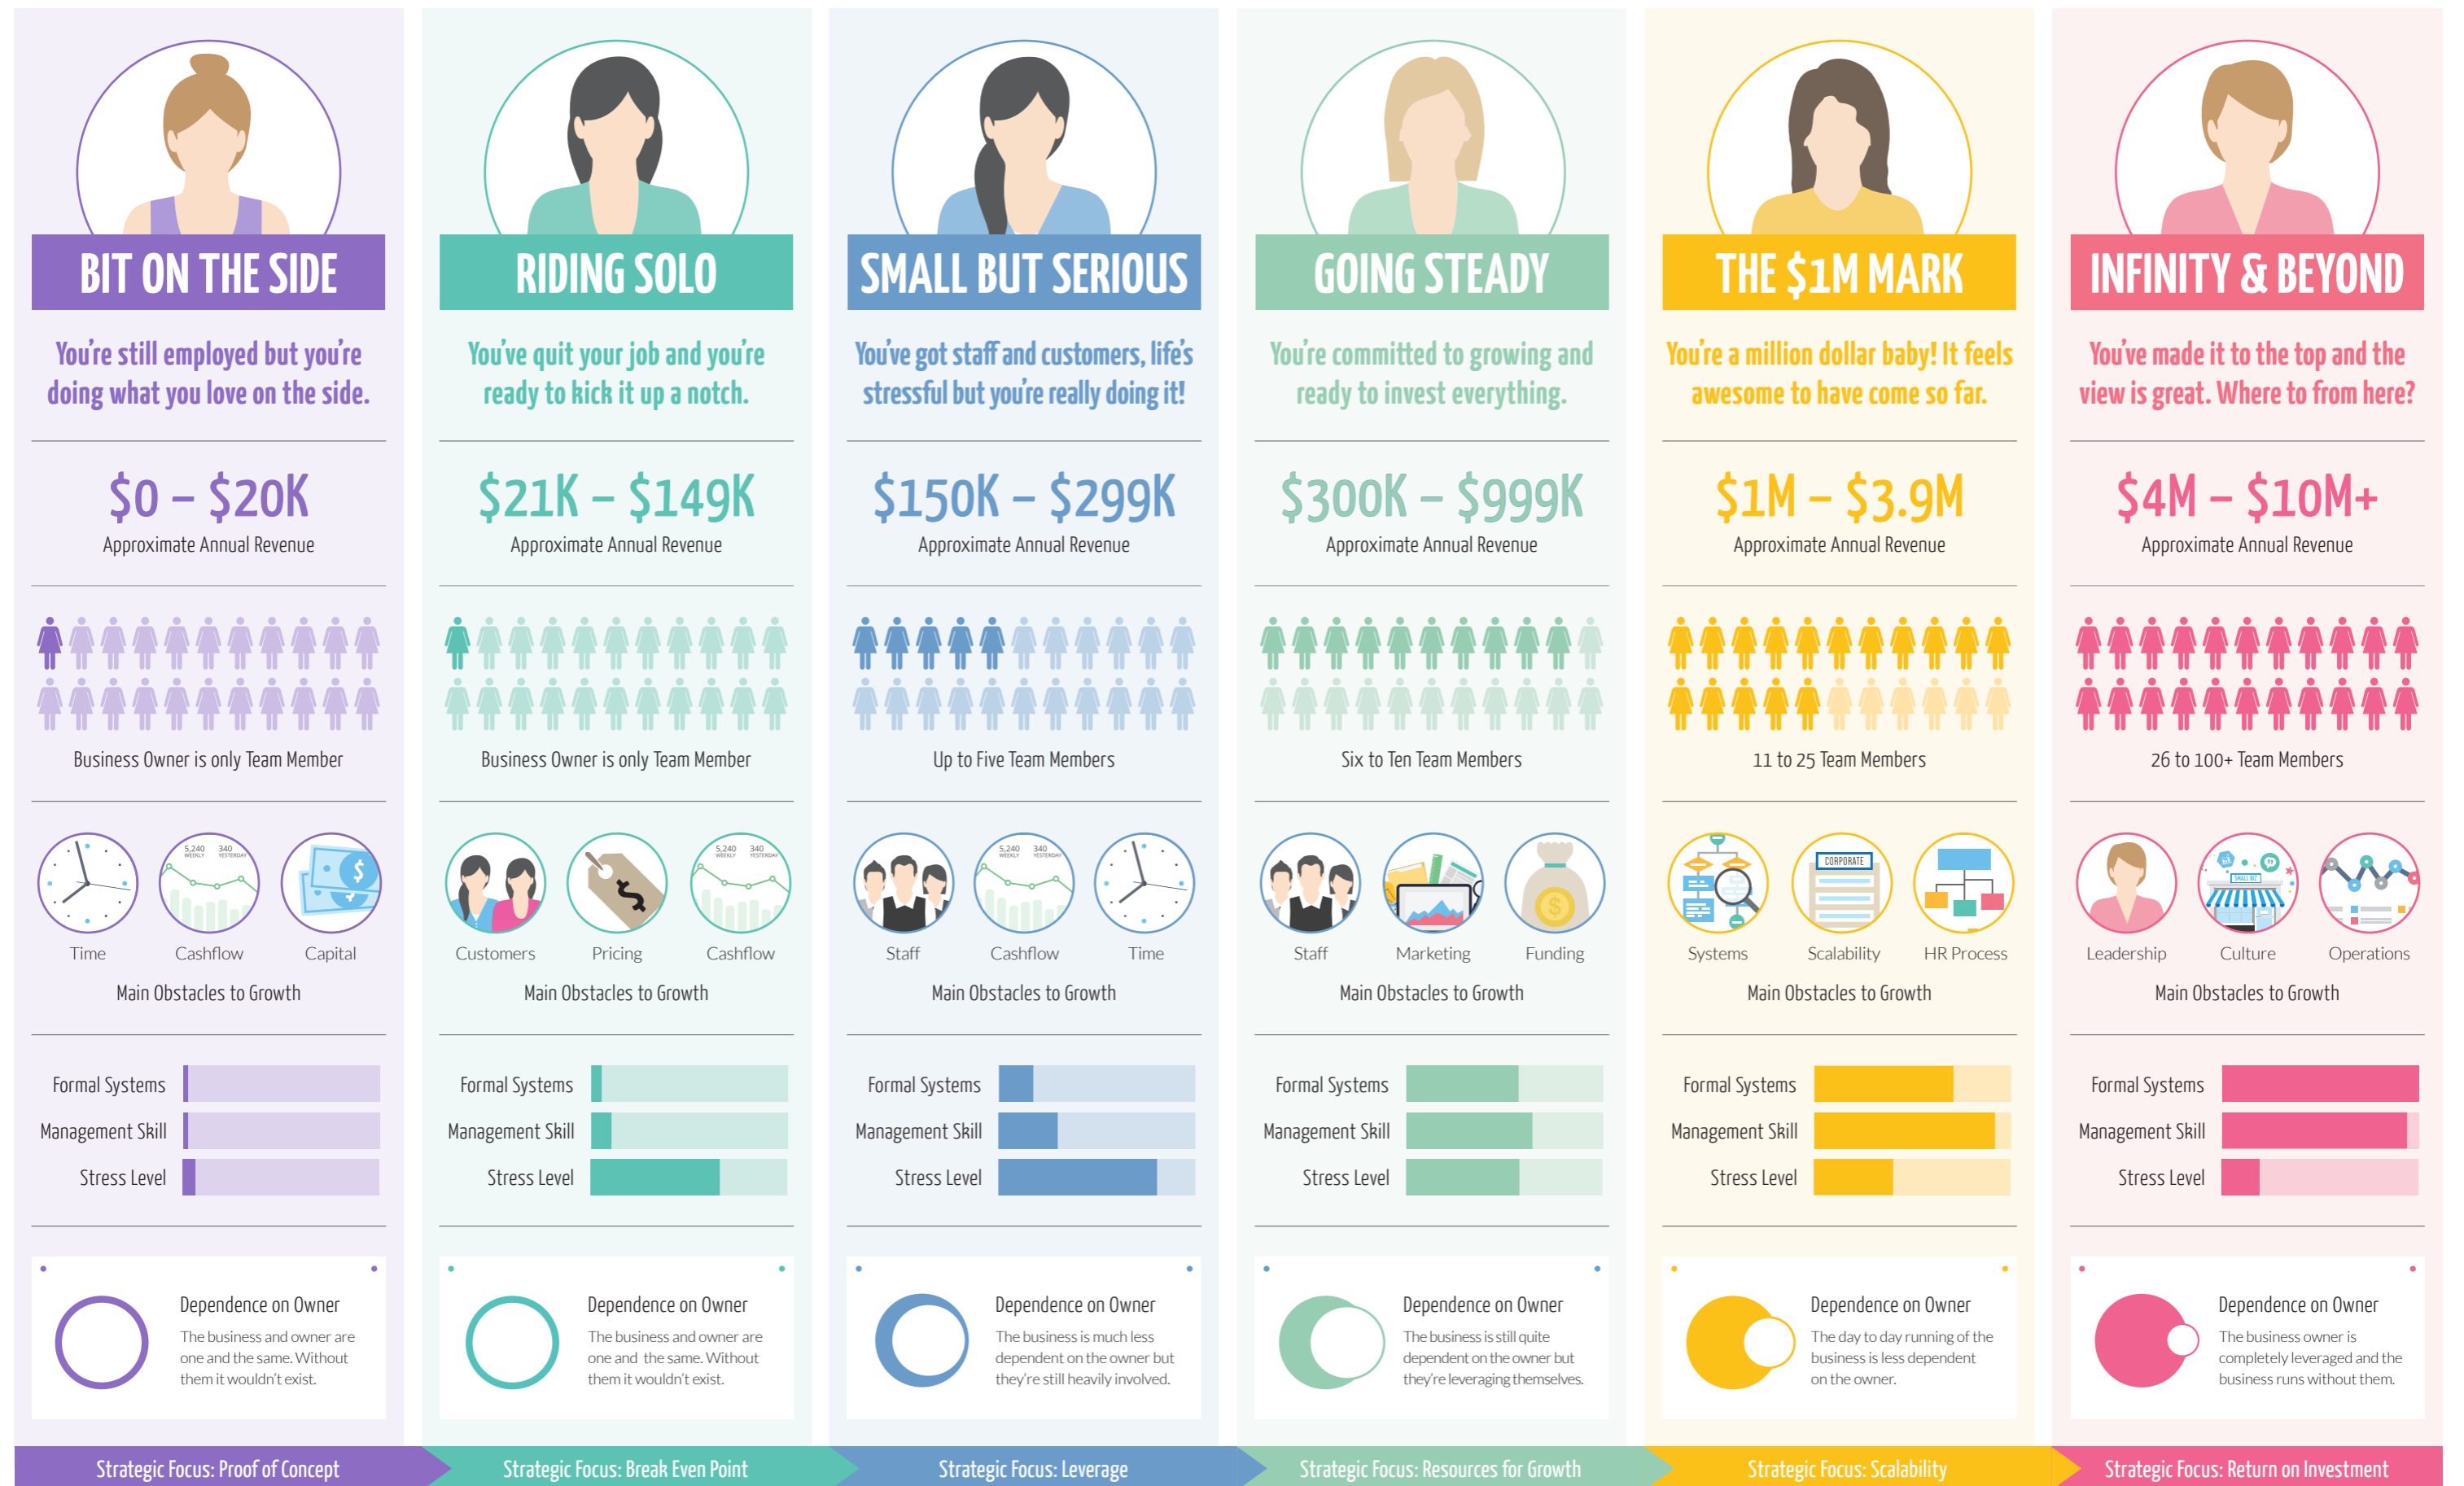 BIT ON THE SIDE
You're still employed but you're
doing what you love on the side.
$0 – $20K
Approximate Annual Revenue
Business Owner is only Team Member
5,240 340
WEEKLY YESTERDAY
Time Cashflow Capital
Main Obstacles to Growth
Formal Systems
Management Skill
Stress Level
Dependence on Owner
The business and owner are
one and the same. Without
them it wouldn't exist.
Strategic Focus: Proof of Concept
RIDING SOLO
You've quit your job and you're
ready to kick it up a notch.
$21K – $149K
Approximate Annual Revenue
Business Owner is only Team Member
$
5,240 340
WEEKLY YESTERDAY
Customers Pricing Cashflow
Main Obstacles to Growth
Formal Systems
Management Skill
Stress Level
Dependence on Owner
The business and owner are
one and the same. Without
them it wouldn't exist.
Strategic Focus: Break Even Point
SMALL BUT SERIOUS
You've got staff and customers, life's
stressful but you're really doing it!
$150K – $299K
Approximate Annual Revenue
Up to Five Team Members
5,240 340
WEEKLY YESTERDAY
Staff Cashflow Time
Main Obstacles to Growth
Formal Systems
Management Skill
Stress Level
Dependence on Owner
The business is much less
dependent on the owner but
they're still heavily involved.
Strategic Focus: Leverage
GOING STEADY
You're committed to growing and
ready to invest everything.
$300K – $999K
Approximate Annual Revenue
Six to Ten Team Members
$
Staff Marketing Funding
Main Obstacles to Growth
Formal Systems
Management Skill
Stress Level
Dependence on Owner
The business is still quite
dependent on the owner but
they're leveraging themselves.
Strategic Focus: Resources for Growth
THE $1M MARK
You're a million dollar baby! It feels
awesome to have come so far.
$1M – $3.9M
Approximate Annual Revenue
11 to 25 Team Members
CORPORATE
Systems Scalability HR Process
Main Obstacles to Growth
Formal Systems
Management Skill
Stress Level
Dependence on Owner
The day to day running of the
business is less dependent
on the owner.
Strategic Focus: Scalability
INFINITY & BEYOND
You've made it to the top and the
view is great. Where to from here?
$4M – $10M+
Approximate Annual Revenue
26 to 100+ Team Members
SMALL BIZ
Leadership Culture Operations
Main Obstacles to Growth
Formal Systems
Management Skill
Stress Level
Dependence on Owner
The business owner is
completely leveraged and the
business runs without them.
Strategic Focus: Return on Investment